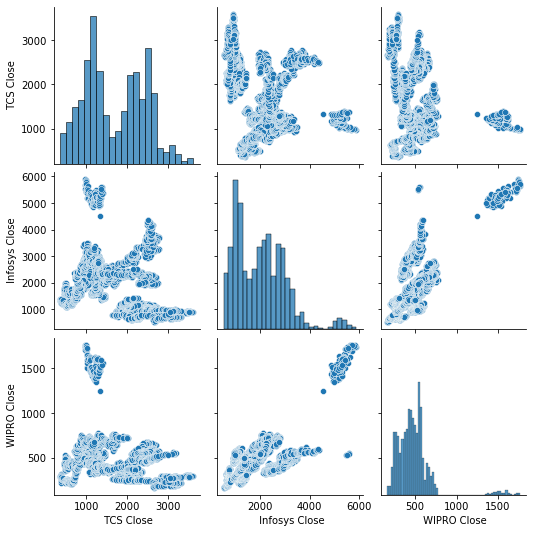 3000
2000
1000
TCS Close
6000
5000
4000
3000
2000
1000
Infosys Close
1500
1000
500
WIPRO Close
1000 2000 3000
TCS Close
2000 4000 6000
Infosys Close
500 1000 1500
WIPRO Close